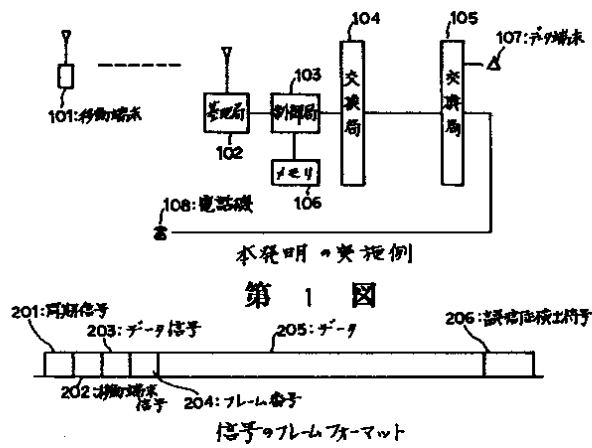 104
105
107:データ端末
103
交換局
交換局
101:移動端末
基地局
制御局
102
メモリ
106
108:電話機
本発明の実施例
第 1 図
201:同期信号
203:データ信号
205:データ
206:誤り訂正検出符号
202:移動端末
信号
204:フレーム番号
信号のフレームフォーマット